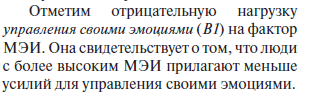 Отметим отрицательную нагрузку
управления своими эмоциями (В1) на фактор
МЭИ. Она свидетельствует о том, что люди
с более высоким МЭИ прилагают меньше
усилий для управления своими эмоциями.